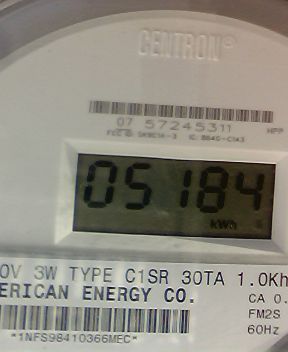 CENTRON®
07 57245311 HPP
05184
kWh
0V 3W TYPE C1SR 30TA 1.0Kh
ERICAN ENERGY CO.
CA 0.
FM2S
60Hz
*1NFS98410366MEC*